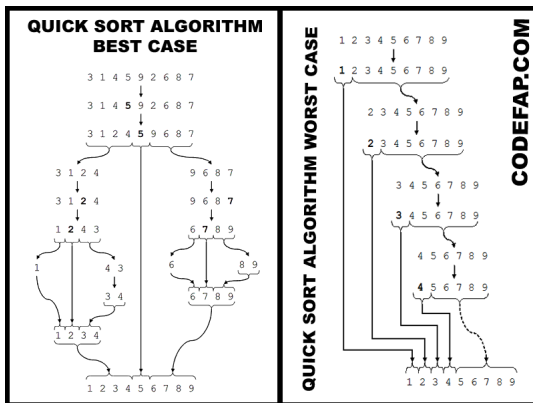 QUICK SORT ALGORITHM
BEST CASE
3 1 4 5 9 2 6 8 7
3 1 4 5 9 2 6 8 7
3 1 2 4 5 9 6 8 7
3 1 2 4
9 6 8 7
3 1 2 4
9 6 8 7
1 2 4 3
6 7 8 9
1
4 3
6
8 9
3 4
6 7 8 9
1 2 3 4
1 2 3 4 5 6 7 8 9
QUICK SORT ALGORITHM WORST CASE
1 2 3 4 5 6 7 8 9
1 2 3 4 5 6 7 8 9
2 3 4 5 6 7 8 9
2 3 4 5 6 7 8 9
3 4 5 6 7 8 9
3 4 5 6 7 8 9
4 5 6 7 8 9
4 5 6 7 8 9
1 2 3 4 5 6 7 8 9
CODEFAP.COM